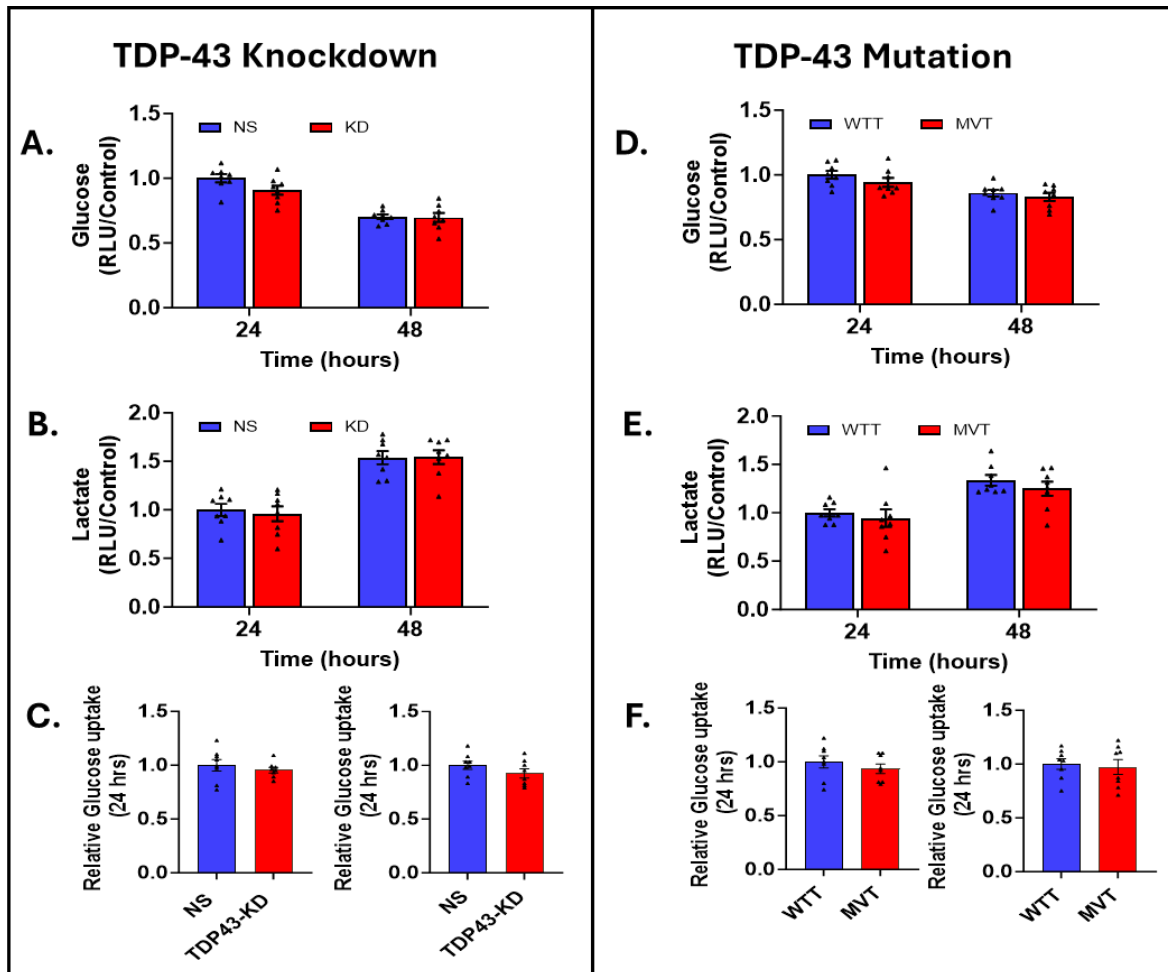 TDP-43 Knockdown
A.
Glucose
(RLU/Control)
1.5
1.0
0.5
0.0
NS
KD
24
48
Time (hours)
B.
Lactate
(RLU/Control)
2.0
1.5
1.0
0.5
0.0
NS
KD
24
48
Time (hours)
C.
Relative Glucose uptake
(24 hrs)
1.5
1.0
0.5
0.0
NS
TDP43-KD
Relative Glucose uptake
(24 hrs)
1.5
1.0
0.5
0.0
NS
TDP43-KD
TDP-43 Mutation
D.
Glucose
(RLU/Control)
1.5
1.0
0.5
0.0
WTT
MVT
24
48
Time (hours)
E.
Lactate
(RLU/Control)
2.0
1.5
1.0
0.5
0.0
WTT
MVT
24
48
Time (hours)
F.
Relative Glucose uptake
(24 hrs)
1.5
1.0
0.5
0.0
WTT
MVT
Relative Glucose uptake
(24 hrs)
1.5
1.0
0.5
0.0
WTT
MVT